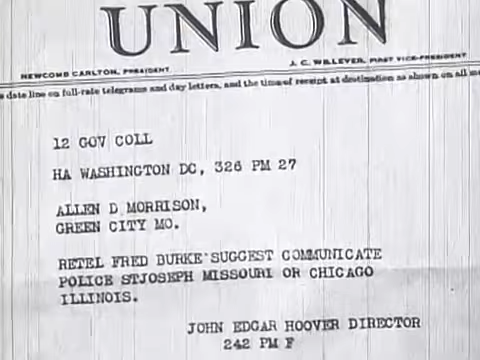 UNION
NEWCOMB CARLTON, PRESIDENT
J. C. WILLEVER, FIRST VICE-PRESIDENT
date line on full-rate telegrams and day letters, and the time of receipt at destination as shown on all
12 GOV COLL
HA WASHINGTON DC, 326 PM 27
ALLEN D MORRISON,
GREEN CITY MO.
RETEL FRED BURKE SUGGEST COMMUNICATE
POLICE STJOSEPH MISSOURI OR CHICAGO
ILLINOIS.
JOHN EDGAR HOOVER DIRECTOR
242 PM F